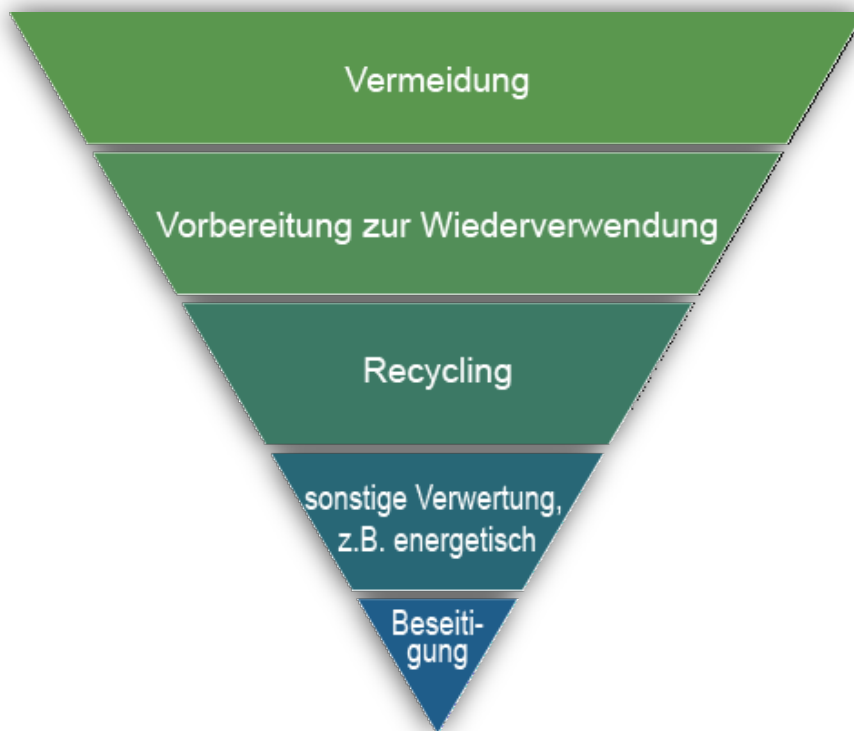 Vermeidung
Vorbereitung zur Wiederverwendung
Recycling
sonstige Verwertung,
z.B. energetisch
Beseiti-
gung